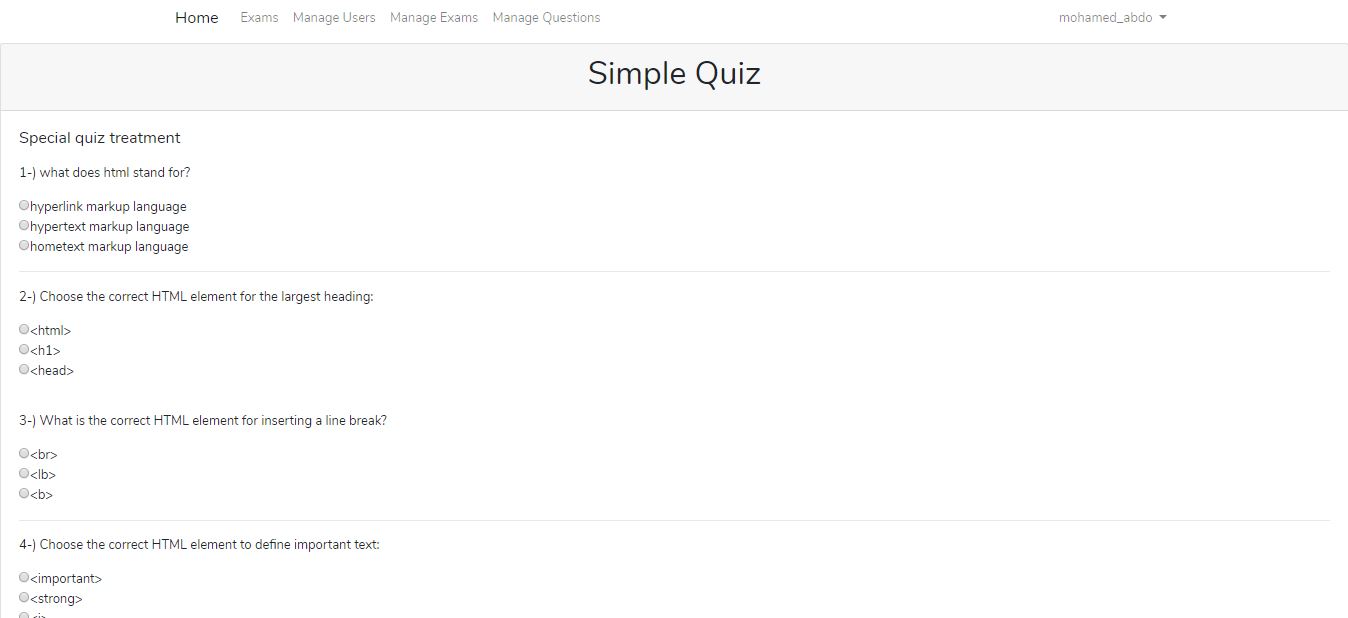 Home Exams Manage Users Manage Exams Manage Questions mohamed_abdo
Simple Quiz
Special quiz treatment
1-) what does html stand for?
hyperlink markup language
hypertext markup language
hometext markup language
2-) Choose the correct HTML element for the largest heading:
<html>
<h1>
<head>
3-) What is the correct HTML element for inserting a line break?
<br>
<lb>
<b>
4-) Choose the correct HTML element to define important text:
<important>
<strong>